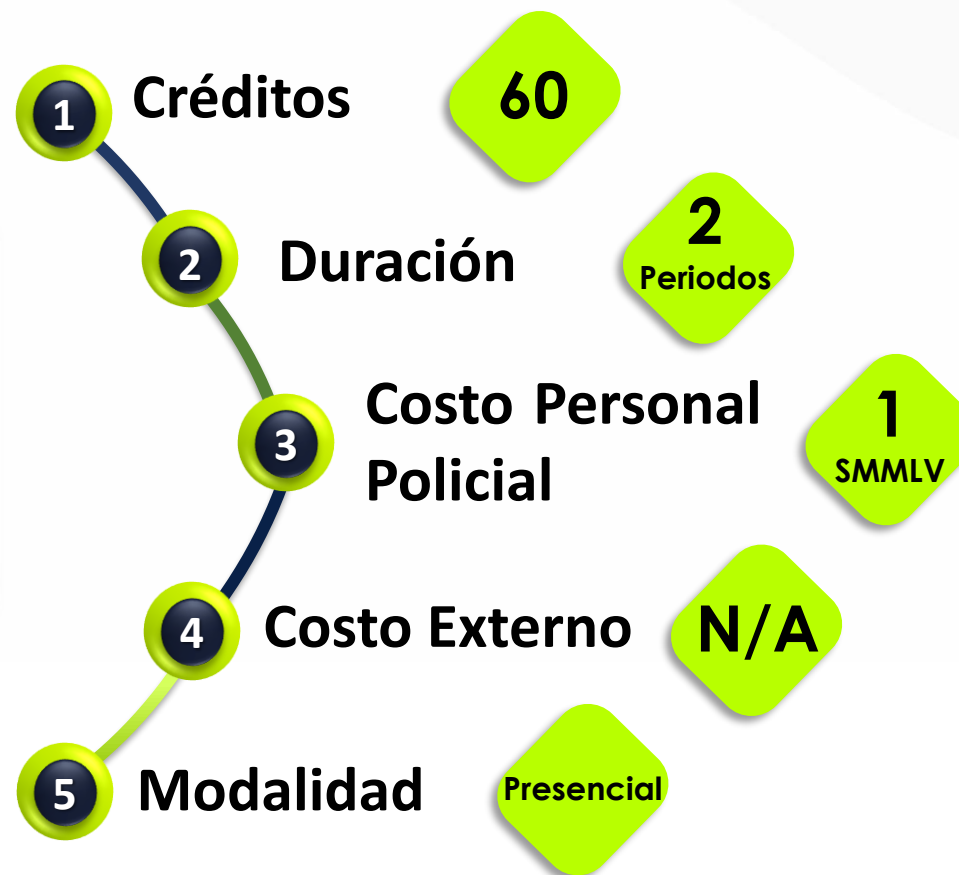 1
Créditos
60
2
Duración
2
Periodos
3
Costo Personal
Policial
1
SMMLV
4
Costo Externo
N/A
5
Modalidad
Presencial